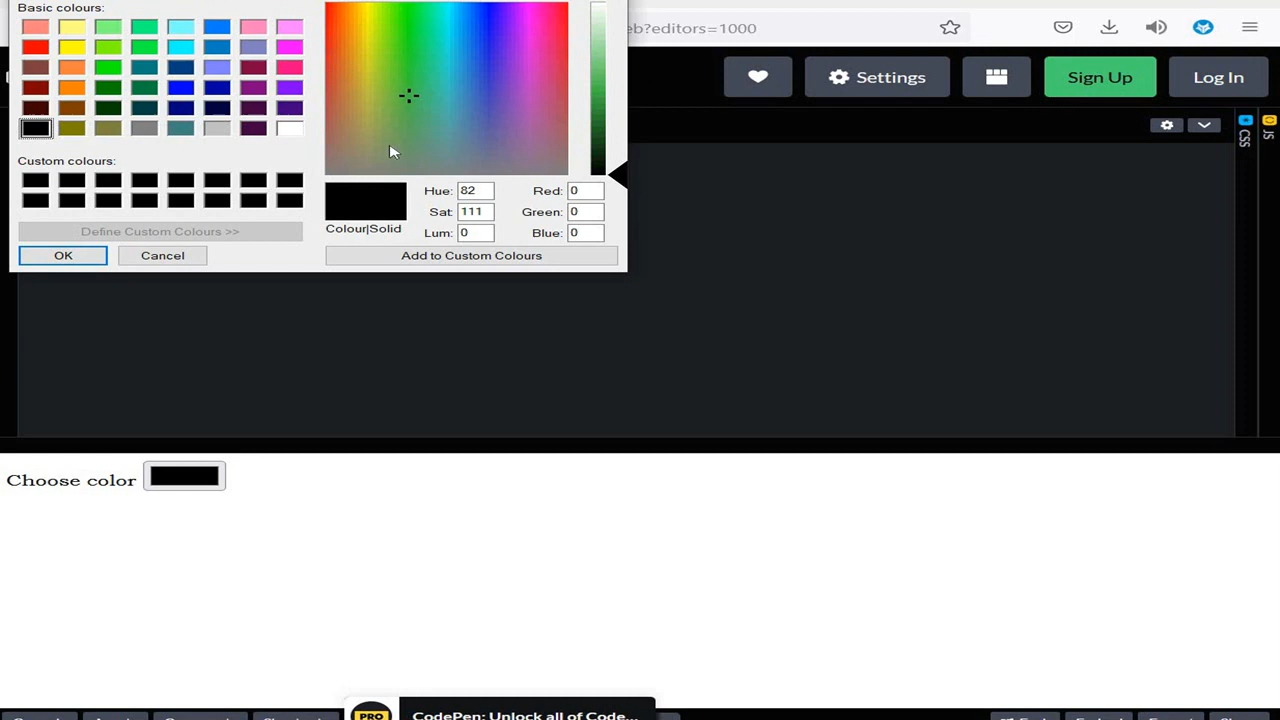 Basic colours:
eb?editors=1000
Settings
Sign Up
Log In
CSS
JS
Custom colours:
Hue: 82
Red: 0
Sat: 111
Green: 0
Colour|Solid
Lum: 0
Blue: 0
Define Custom Colours >>
OK
Cancel
Add to Custom Colours
Choose color
PRO
CodePen: Unlock all of Code...